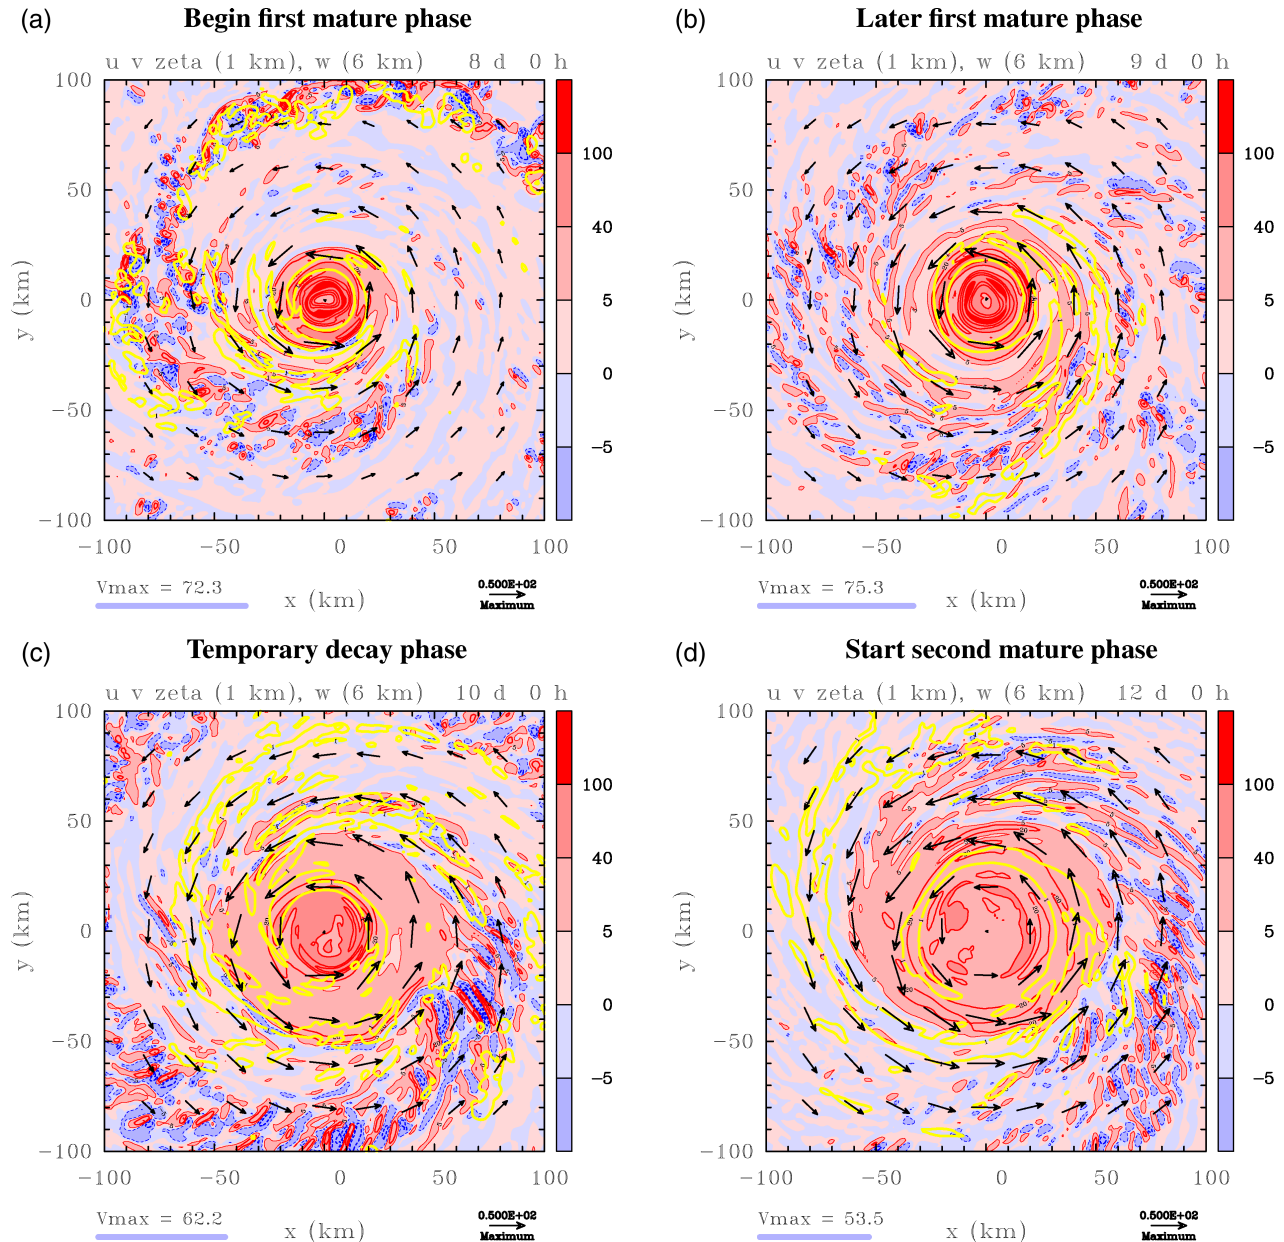 (a) Begin first mature phase
u v zeta (1 km), w (6 km) 8 d 0 h
100
50
0
−50
−100
y (km)
−100 −50 0 50 100
x (km)
100
40
5
0
−5
Vmax = 72.3
0.500E+02
Maximum
(b) Later first mature phase
u v zeta (1 km), w (6 km) 9 d 0 h
100
50
0
−50
−100
y (km)
−100 −50 0 50 100
x (km)
100
40
5
0
−5
Vmax = 75.3
0.500E+02
Maximum
(c) Temporary decay phase
u v zeta (1 km), w (6 km) 10 d 0 h
100
50
0
−50
−100
y (km)
−100 −50 0 50 100
x (km)
100
40
5
0
−5
Vmax = 62.2
0.500E+02
Maximum
(d) Start second mature phase
u v zeta (1 km), w (6 km) 12 d 0 h
100
50
0
−50
−100
y (km)
−100 −50 0 50 100
x (km)
100
40
5
0
−5
Vmax = 53.5
0.500E+02
Maximum